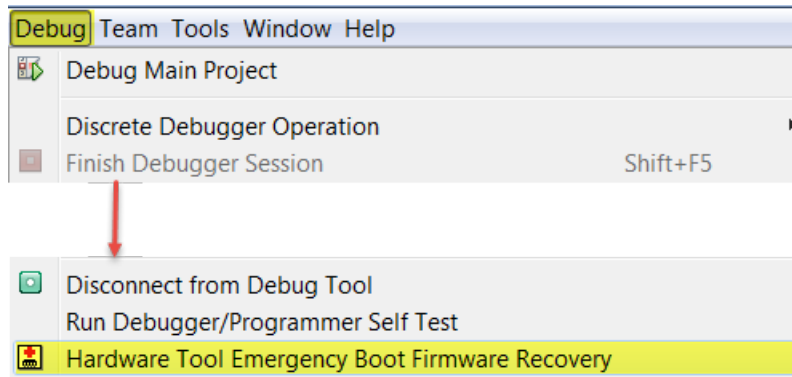 Debug Team Tools Window Help
Debug Main Project
Discrete Debugger Operation
Finish Debugger Session Shift+F5
Disconnect from Debug Tool
Run Debugger/Programmer Self Test
Hardware Tool Emergency Boot Firmware Recovery